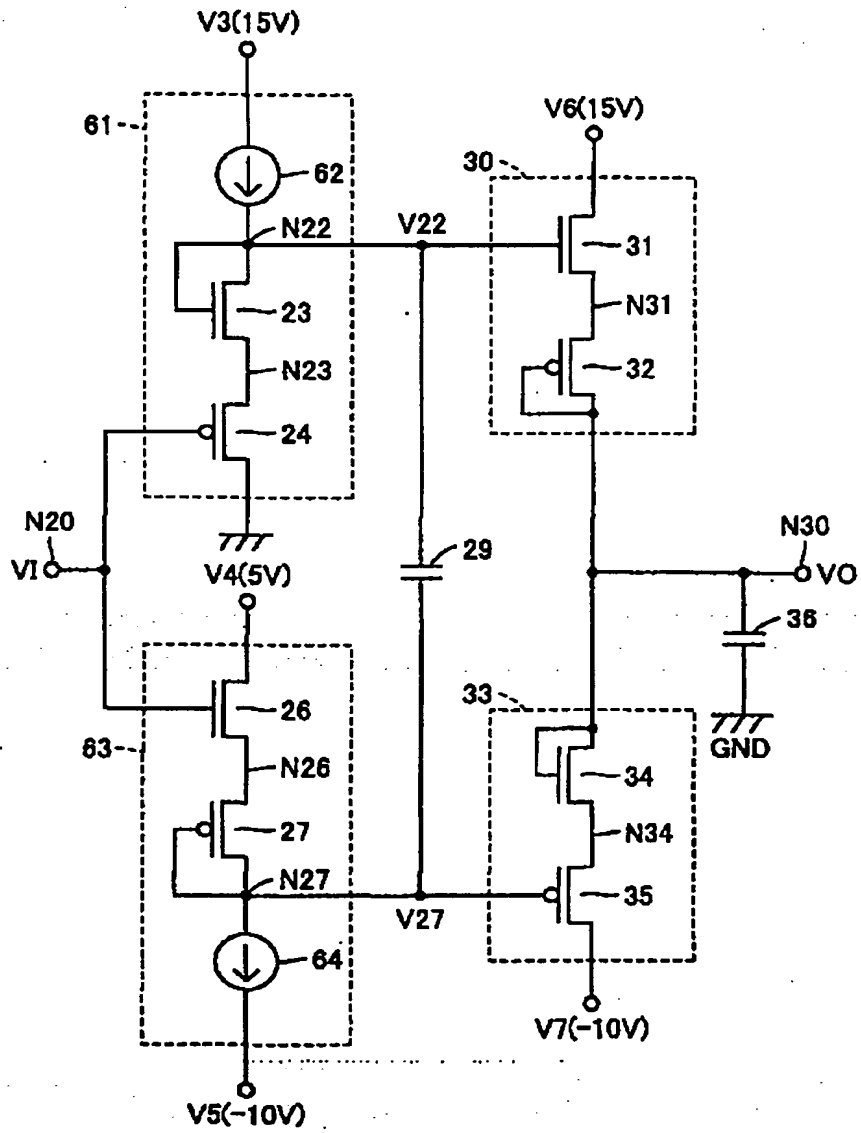 V3(15V)
61
62
N22
V22
V6(15V)
30
31
23
N31
N23
32
24
N20
VI
V4(5V)
29
N30
VO
36
26
33
GND
63
N26
34
27
N34
N27
V27
35
64
V7(-10V)
V5(-10V)